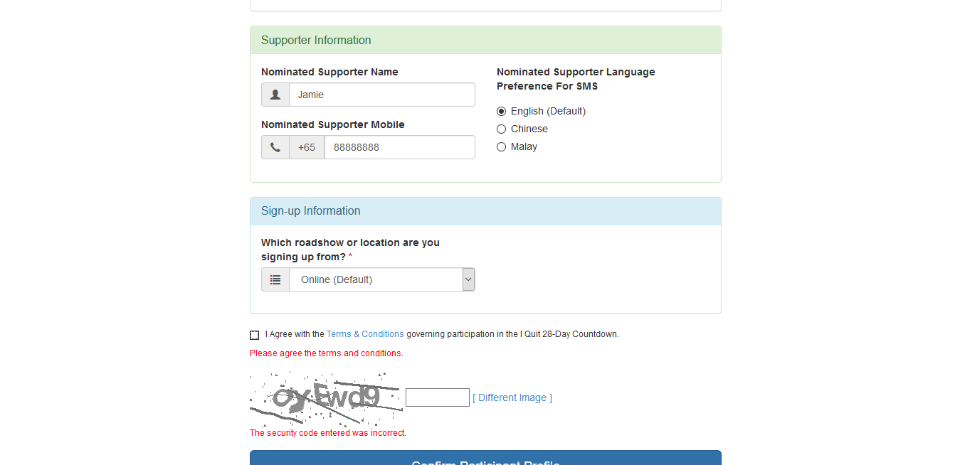 Supporter Information
Nominated Supporter Name
Jamie
Nominated Supporter Mobile
+65 88888888
Nominated Supporter Language
Preference For SMS
English (Default)
Chinese
Malay
Sign-up Information
Which roadshow or location are you
signing up from? *
Online (Default)
I Agree with the Terms & Conditions governing participation in the I Quit 28-Day Countdown.
Please agree the terms and conditions.
[ Different Image ]
The security code entered was incorrect.
Confirm Participant Profile